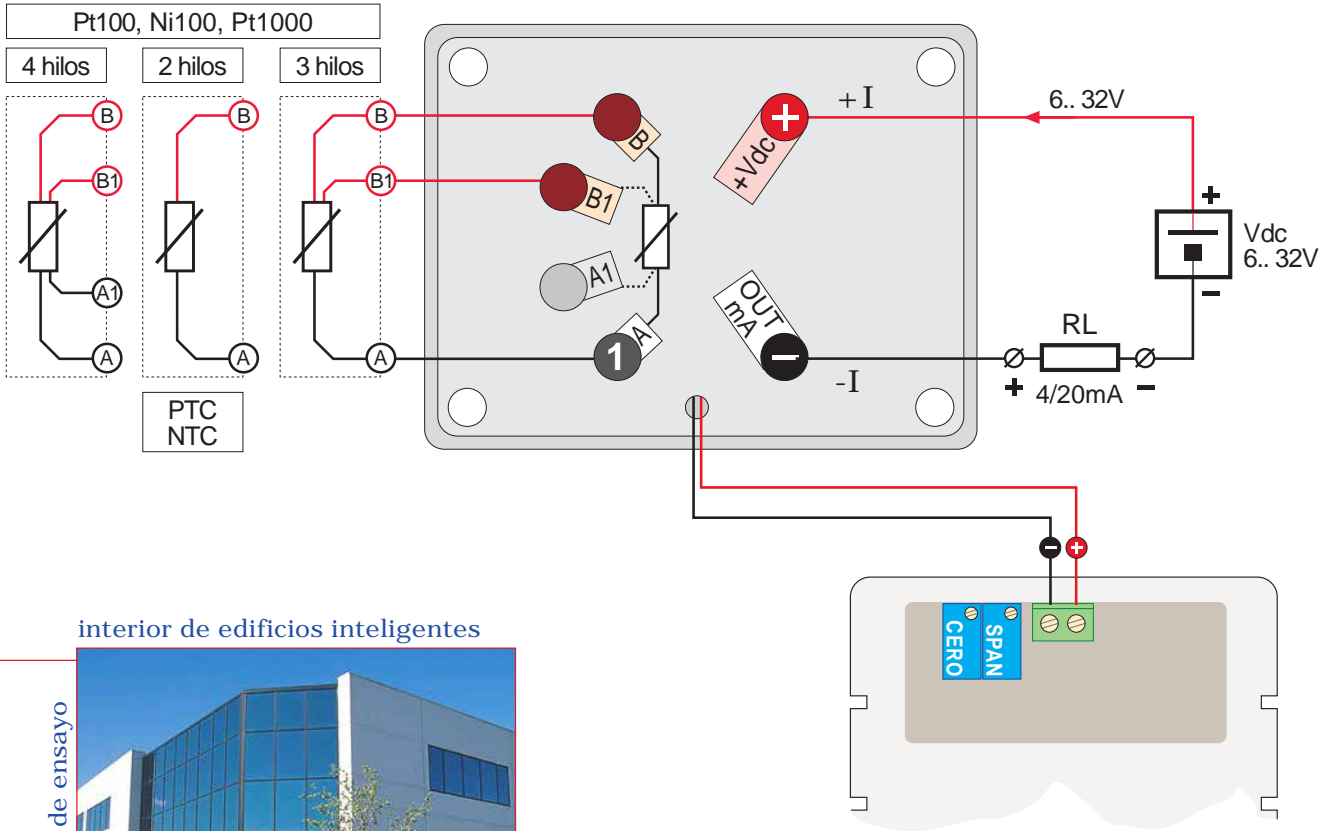 Pt100, Ni100, Pt1000
4 hilos
2 hilos
3 hilos
B
B1
A1
A
B
A
PTC
NTC
B
B1
A
B
B1
A1
A
1
+
+Vdc
+I
OUT
mA
−
-I
6.. 32V
+
Vdc
6.. 32V
−
RL
+ 4/20mA −
− +
CERO
SPAN
interior de edificios inteligentes
de ensayo